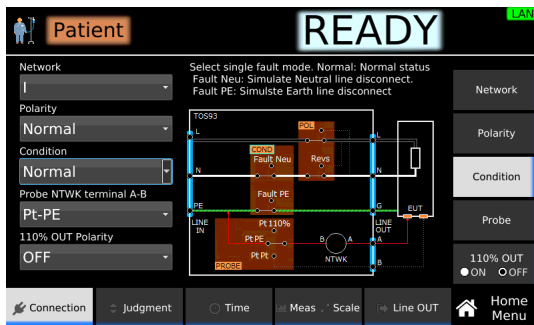 LAN
Patient
READY
Network
I
Polarity
Normal
Condition
Normal
Probe NTWK terminal A-B
Pt-PE
110% OUT Polarity
OFF
Select single fault mode. Normal: Normal status
Fault Neu: Simulate Neutral line disconnect.
Fault PE: Simulste Earth line disconnect
TOS93
POL
L
L
COND
Fault Neu
Revs
N
N
Fault PE
PE
G
EUT
LINE IN
Pt110%
LINE OUT
Pt PE
B
A
A
Pt Pt
NTWK
B
PROBE
Network
Polarity
Condition
Probe
110% OUT
ON OFF
Connection
Judgment
Time
Meas
Scale
Line OUT
Home
Menu